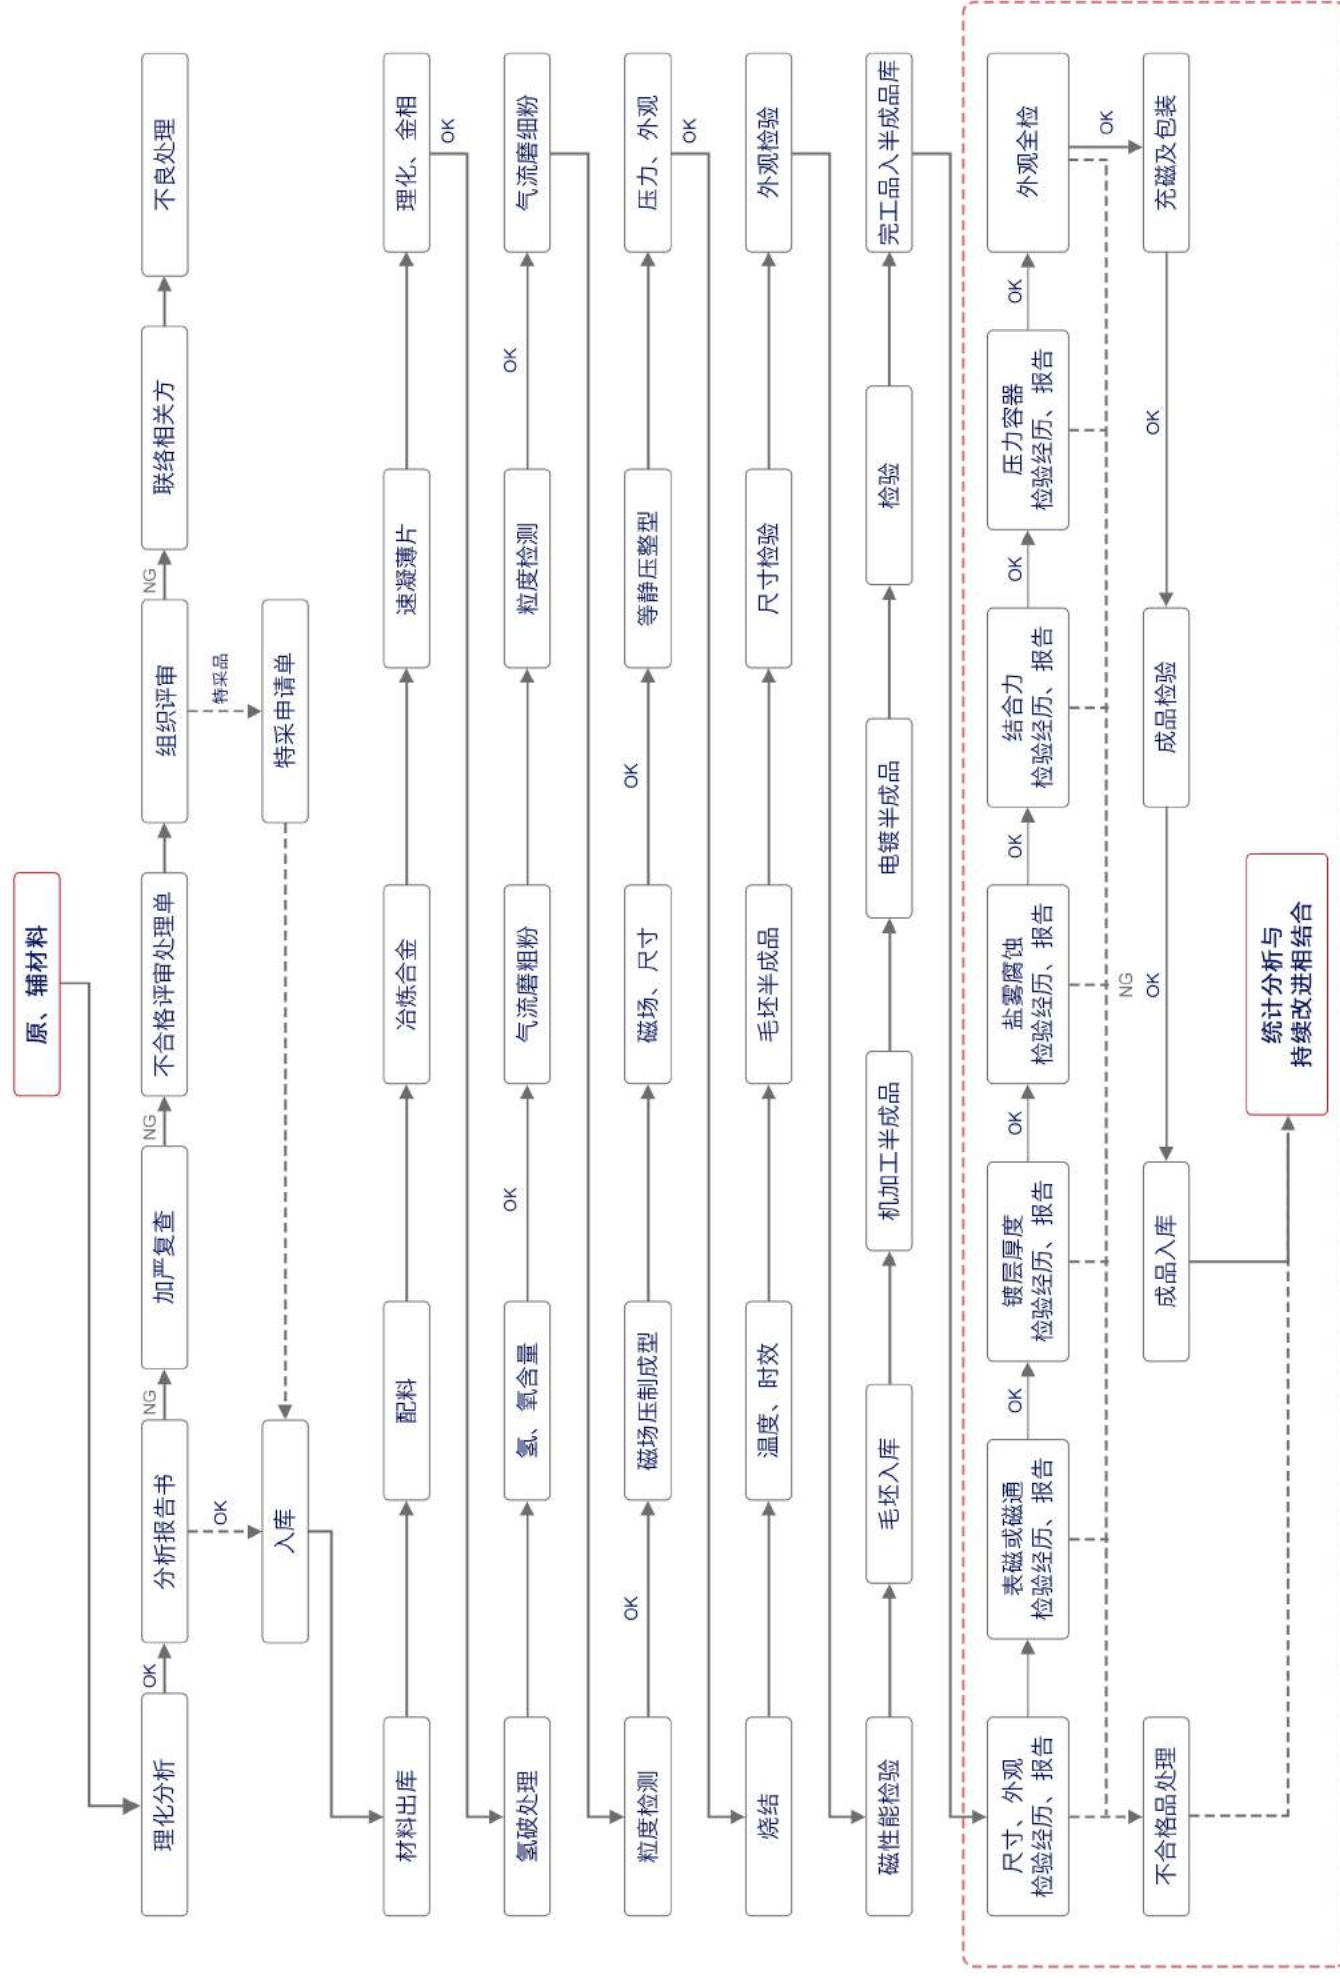 原、辅材料
理化分析
OK
分析报告书
NG
加严复查
NG
不合格评审处理单
组织评审
NG
联络相关方
不良处理
OK
特采品
入库
特采申请单
材料出库
配料
冶炼合金
速凝薄片
理化、金相
OK
氢破处理
氢、氧含量
OK
气流磨粗粉
粒度检测
OK
气流磨细粉
粒度检测
OK
磁场压制成型
磁场、尺寸
OK
等静压整型
压力、外观
OK
烧结
温度、时效
毛坯半成品
尺寸检验
外观检验
磁性能检验
毛坯入库
机加工半成品
电镀半成品
检验
完工品入半成品库
尺寸、外观
检验经历、报告
表磁或磁通
检验经历、报告
OK
镀层厚度
检验经历、报告
OK
盐雾腐蚀
检验经历、报告
OK
结合力
检验经历、报告
OK
压力容器
检验经历、报告
OK
外观全检
NG
OK
不合格品处理
成品入库
OK
成品检验
OK
充磁及包装
统计分析与
持续改进相结合